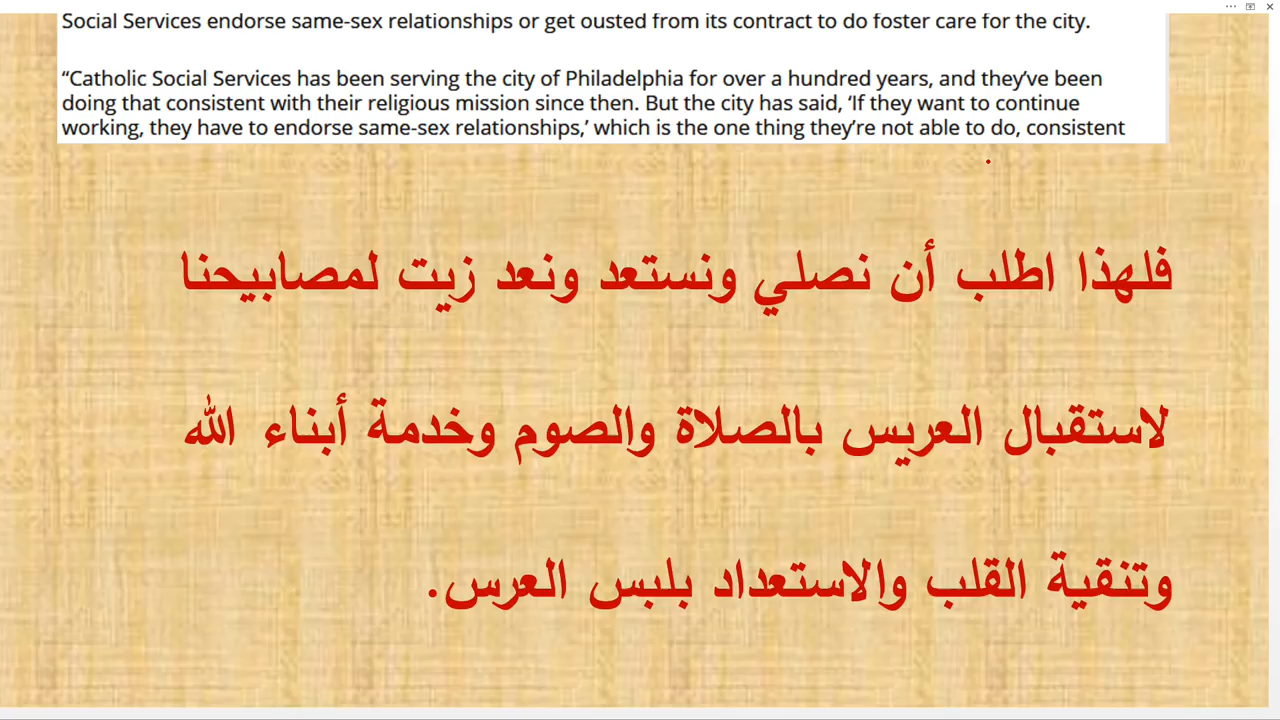 Social Services endorse same-sex relationships or get ousted from its contract to do foster care for the city.
“Catholic Social Services has been serving the city of Philadelphia for over a hundred years, and they’ve been
doing that consistent with their religious mission since then. But the city has said, ‘If they want to continue
working, they have to endorse same-sex relationships,’ which is the one thing they’re not able to do, consistent
فلهذا اطلب أن نصلي ونستعد ونعد زيت لمصابيحنا
لاستقبال العريس بالصلاة والصوم وخدمة أبناء الله
وتنقية القلب والاستعداد بلبس العرس.